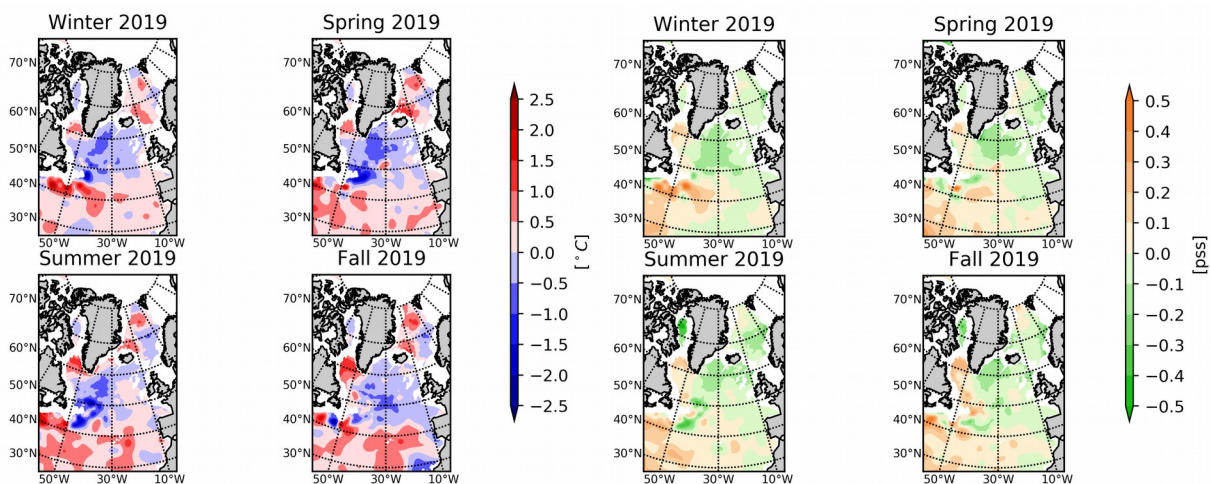 Winter 2019 Spring 2019 Winter 2019 Spring 2019
70°N 70°N 70°N 70°N
60°N 60°N 60°N 60°N
50°N 50°N 50°N 50°N
40°N 40°N 40°N 40°N
30°N 30°N 30°N 30°N
50°W 30°W 10°W 50°W 30°W 10°W 50°W 30°W 10°W 50°W 30°W 10°W
Summer 2019 Fall 2019 Summer 2019 Fall 2019
70°N 70°N 70°N 70°N
60°N 60°N 60°N 60°N
50°N 50°N 50°N 50°N
40°N 40°N 40°N 40°N
30°N 30°N 30°N 30°N
50°W 30°W 10°W 50°W 30°W 10°W 50°W 30°W 10°W 50°W 30°W 10°W
2.5
2.0
1.5
1.0
0.5
0.0
−0.5
−1.0
−1.5
−2.0
−2.5
[°C]
0.5
0.4
0.3
0.2
0.1
0.0
−0.1
−0.2
−0.3
−0.4
−0.5
[pss]